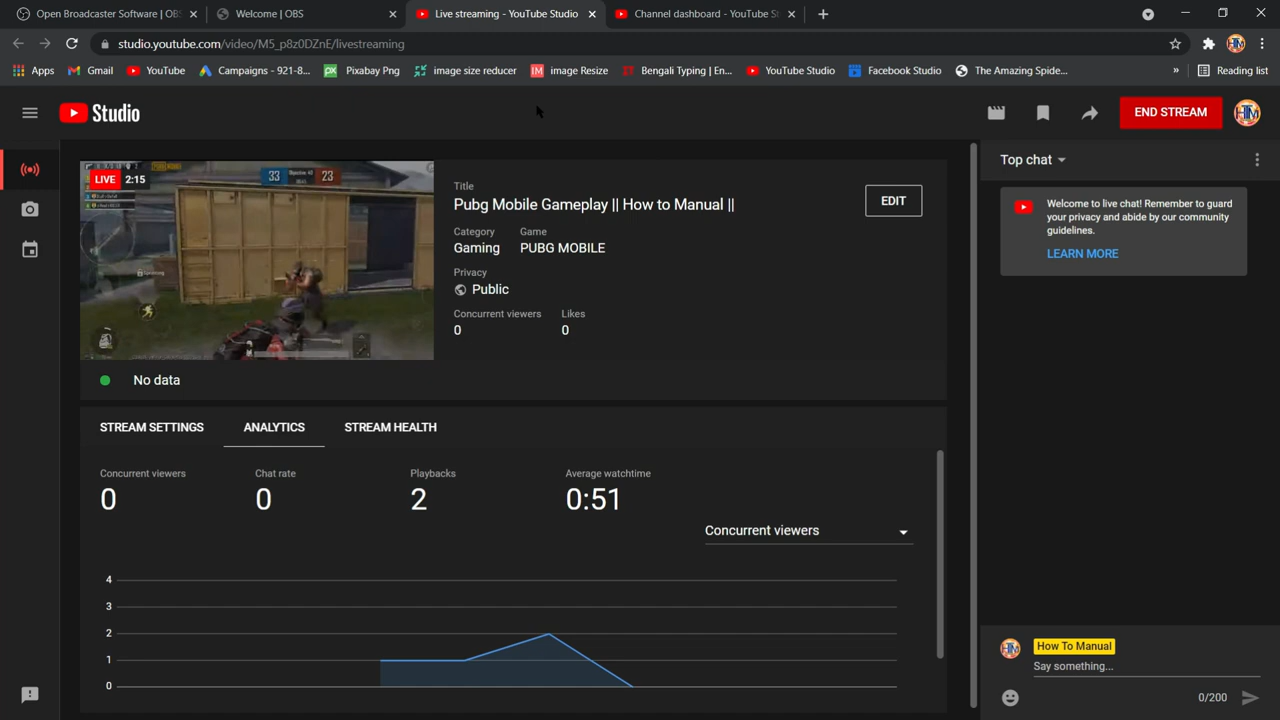 Open Broadcaster Software | OBS
Welcome | OBS
Live streaming - YouTube Studio
Channel dashboard - YouTube St
studio.youtube.com/video/M5_p8z0DZnE/livestreaming
Apps
Gmail
YouTube
Campaigns - 921-8...
Pixabay Png
image size reducer
image Resize
Bengali Typing | En...
YouTube Studio
Facebook Studio
The Amazing Spide...
»
Reading list
Studio
END STREAM
LIVE 2:15
33
23
Title
Pubg Mobile Gameplay || How to Manual ||
EDIT
Category
Game
Gaming
PUBG MOBILE
Privacy
Public
Concurrent viewers
Likes
0
0
No data
STREAM SETTINGS
ANALYTICS
STREAM HEALTH
Concurrent viewers
Chat rate
Playbacks
Average watchtime
0
0
2
0:51
Concurrent viewers
4
3
2
1
0
Top chat
Welcome to live chat! Remember to guard
your privacy and abide by our community
guidelines.
LEARN MORE
How To Manual
Say something...
0/200